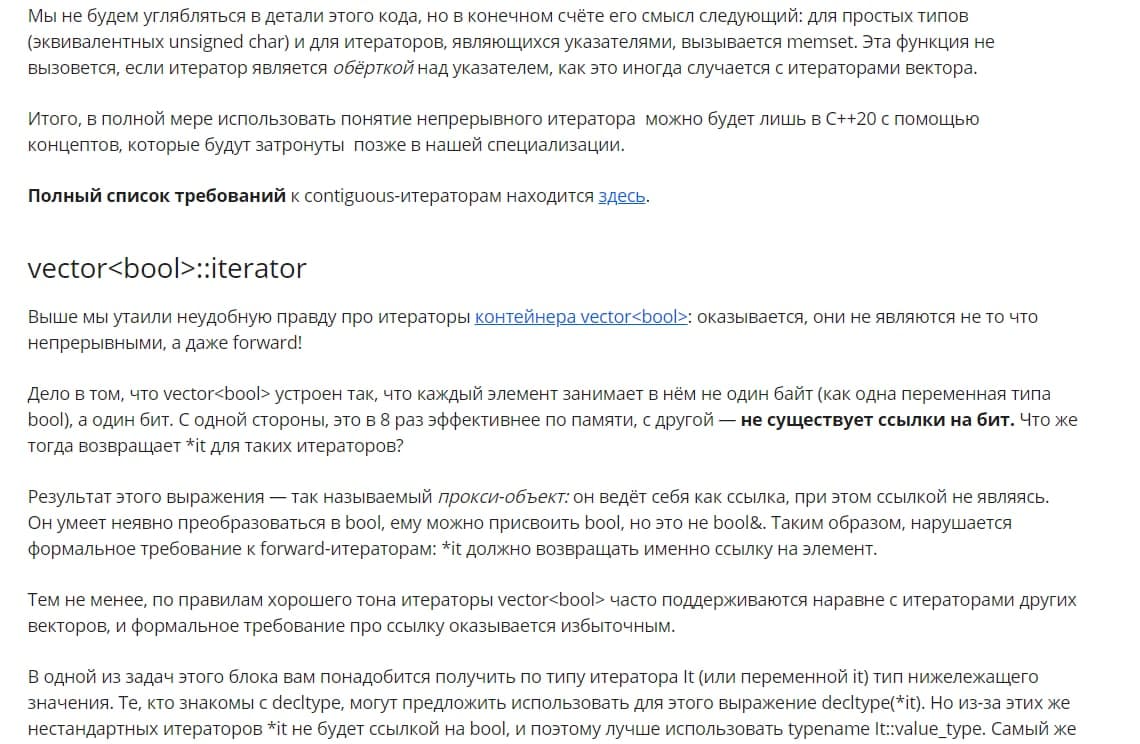 Мы не будем углябляться в детали этого кода, но в конечном счёте его смысл следующий: для простых типов
(эквивалентных unsigned char) и для итераторов, являющихся указателями, вызывается memset. Эта функция не
вызовется, если итератор является обёрткой над указателем, как это иногда случается с итераторами вектора.
Итого, в полной мере использовать понятие непрерывного итератора  можно будет лишь в C++20 с помощью
концептов, которые будут затронуты  позже в нашей специализации.
Полный список требований к contiguous-итераторам находится здесь.
vector<bool>::iterator
Выше мы утаили неудобную правду про итераторы контейнера vector<bool>: оказывается, они не являются не то что
непрерывными, а даже forward!
Дело в том, что vector<bool> устроен так, что каждый элемент занимает в нём не один байт (как одна переменная типа
bool), а один бит. С одной стороны, это в 8 раз эффективнее по памяти, с другой — не существует ссылки на бит. Что же
тогда возвращает *it для таких итераторов?
Результат этого выражения — так называемый прокси-объект: он ведёт себя как ссылка, при этом ссылкой не являясь.
Он умеет неявно преобразоваться в bool, ему можно присвоить bool, но это не bool&. Таким образом, нарушается
формальное требование к forward-итераторам: *it должно возвращать именно ссылку на элемент.
Тем не менее, по правилам хорошего тона итераторы vector<bool> часто поддерживаются наравне с итераторами других
векторов, и формальное требование про ссылку оказывается избыточным.
В одной из задач этого блока вам понадобится получить по типу итератора It (или переменной it) тип нижележащего
значения. Те, кто знакомы с decltype, могут предложить использовать для этого выражение decltype(*it). Но из-за этих же
нестандартных итераторов *it не будет ссылкой на bool, и поэтому лучше использовать typename It::value_type. Самый же